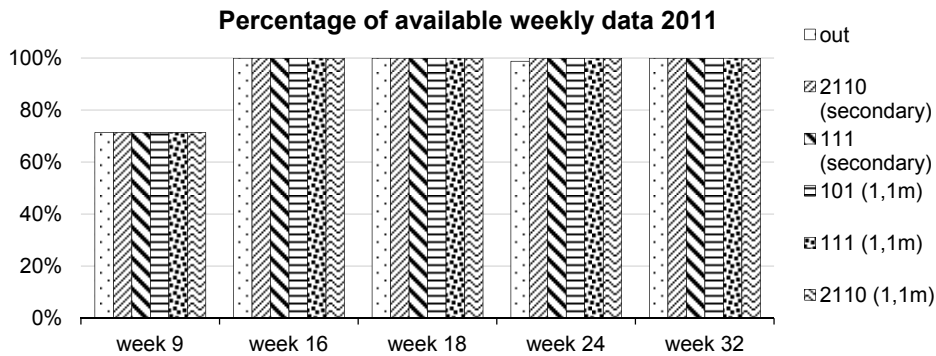 Percentage of available weekly data 2011
100%
80%
60%
40%
20%
0%
week 9
week 16
week 18
week 24
week 32
out
2110
(secondary)
111
(secondary)
101 (1,1m)
111 (1,1m)
2110 (1,1m)